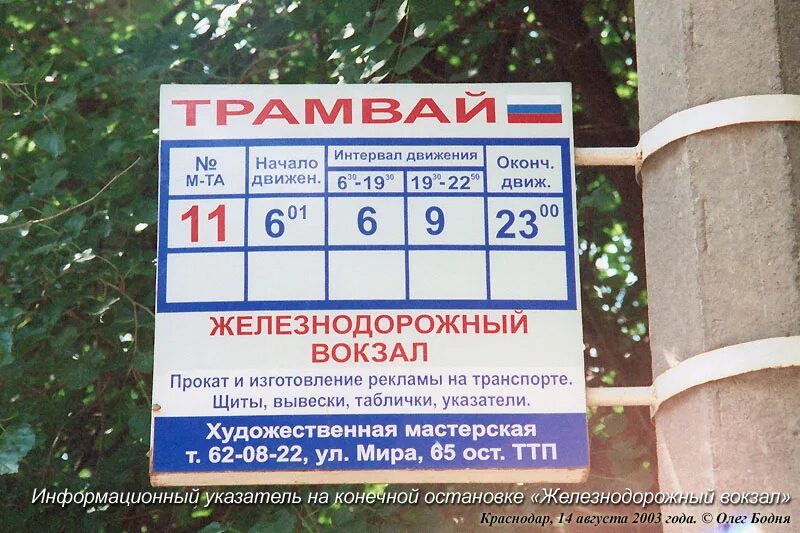 ТРАМВАЙ
№ М-ТА
Начало движен.
Интервал движения
6³⁰-19³⁰ 19³⁰-22⁵⁰
Оконч. движ.
11 6⁰¹ 6 9 23⁰⁰
ЖЕЛЕЗНОДОРОЖНЫЙ
ВОКЗАЛ
Прокат и изготовление рекламы на транспорте.
Щиты, вывески, таблички, указатели.
Художественная мастерская
т. 62-08-22, ул. Мира, 65 ост. ТТП
Информационный указатель на конечной остановке «Железнодорожный вокзал»
Краснодар, 14 августа 2003 года. © Олег Бодня